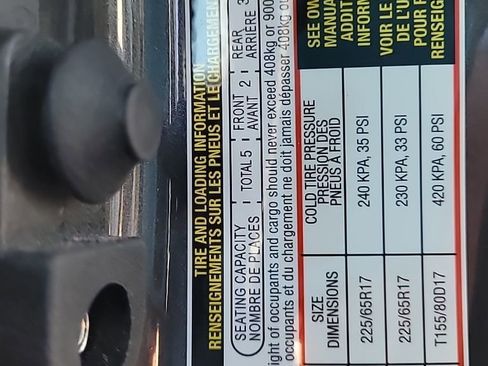 TIRE AND LOADING INFORMATION
RENSEIGNEMENTS SUR LES PNEUS ET LE CHARGEMENT
SEATING CAPACITY TOTAL 5 FRONT 2 REAR 3
NOMBRE DE PLACES AVANT ARRIÈRE
ight of occupants and cargo should never exceed 408kg or 900
occupants et du chargement ne doit jamais dépasser 408kg ou
SIZE COLD TIRE PRESSURE
DIMENSIONS PRESSION DES
PNEUS A FROID
225/65R17 240 KPA, 35 PSI
225/65R17 230 KPA, 33 PSI
T155/80D17 420 KPA, 60 PSI
SEE OW
MANUA
ADDIT
INFORM
VOIR LE
DE L'U
POUR P
RENSEIG